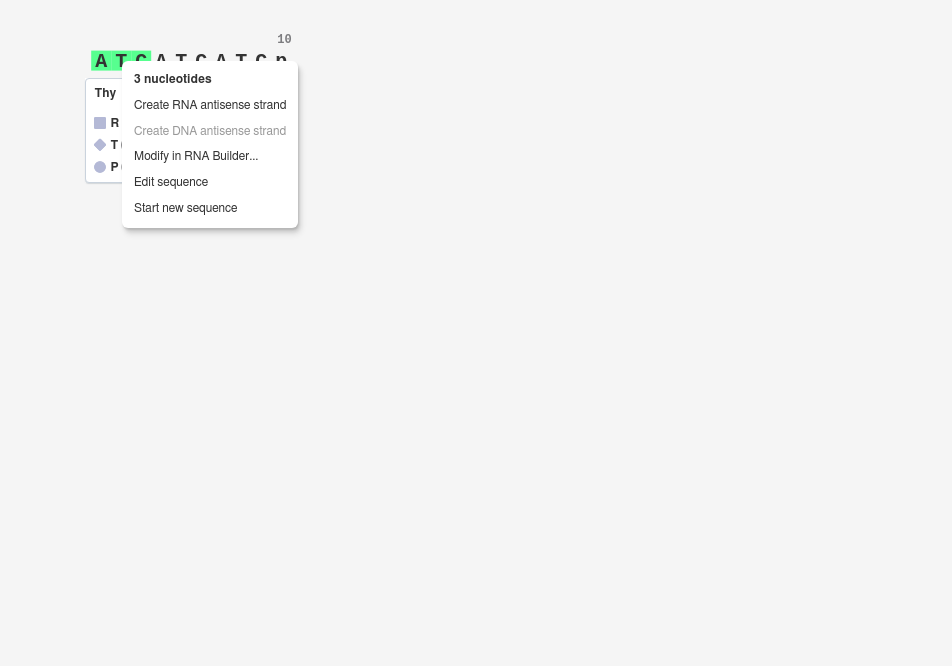 10
A T C A T C A T C p
Thy
3 nucleotides
R
Create RNA antisense strand
Create DNA antisense strand
T(
Modify in RNA Builder...
P(
Edit sequence
Start new sequence